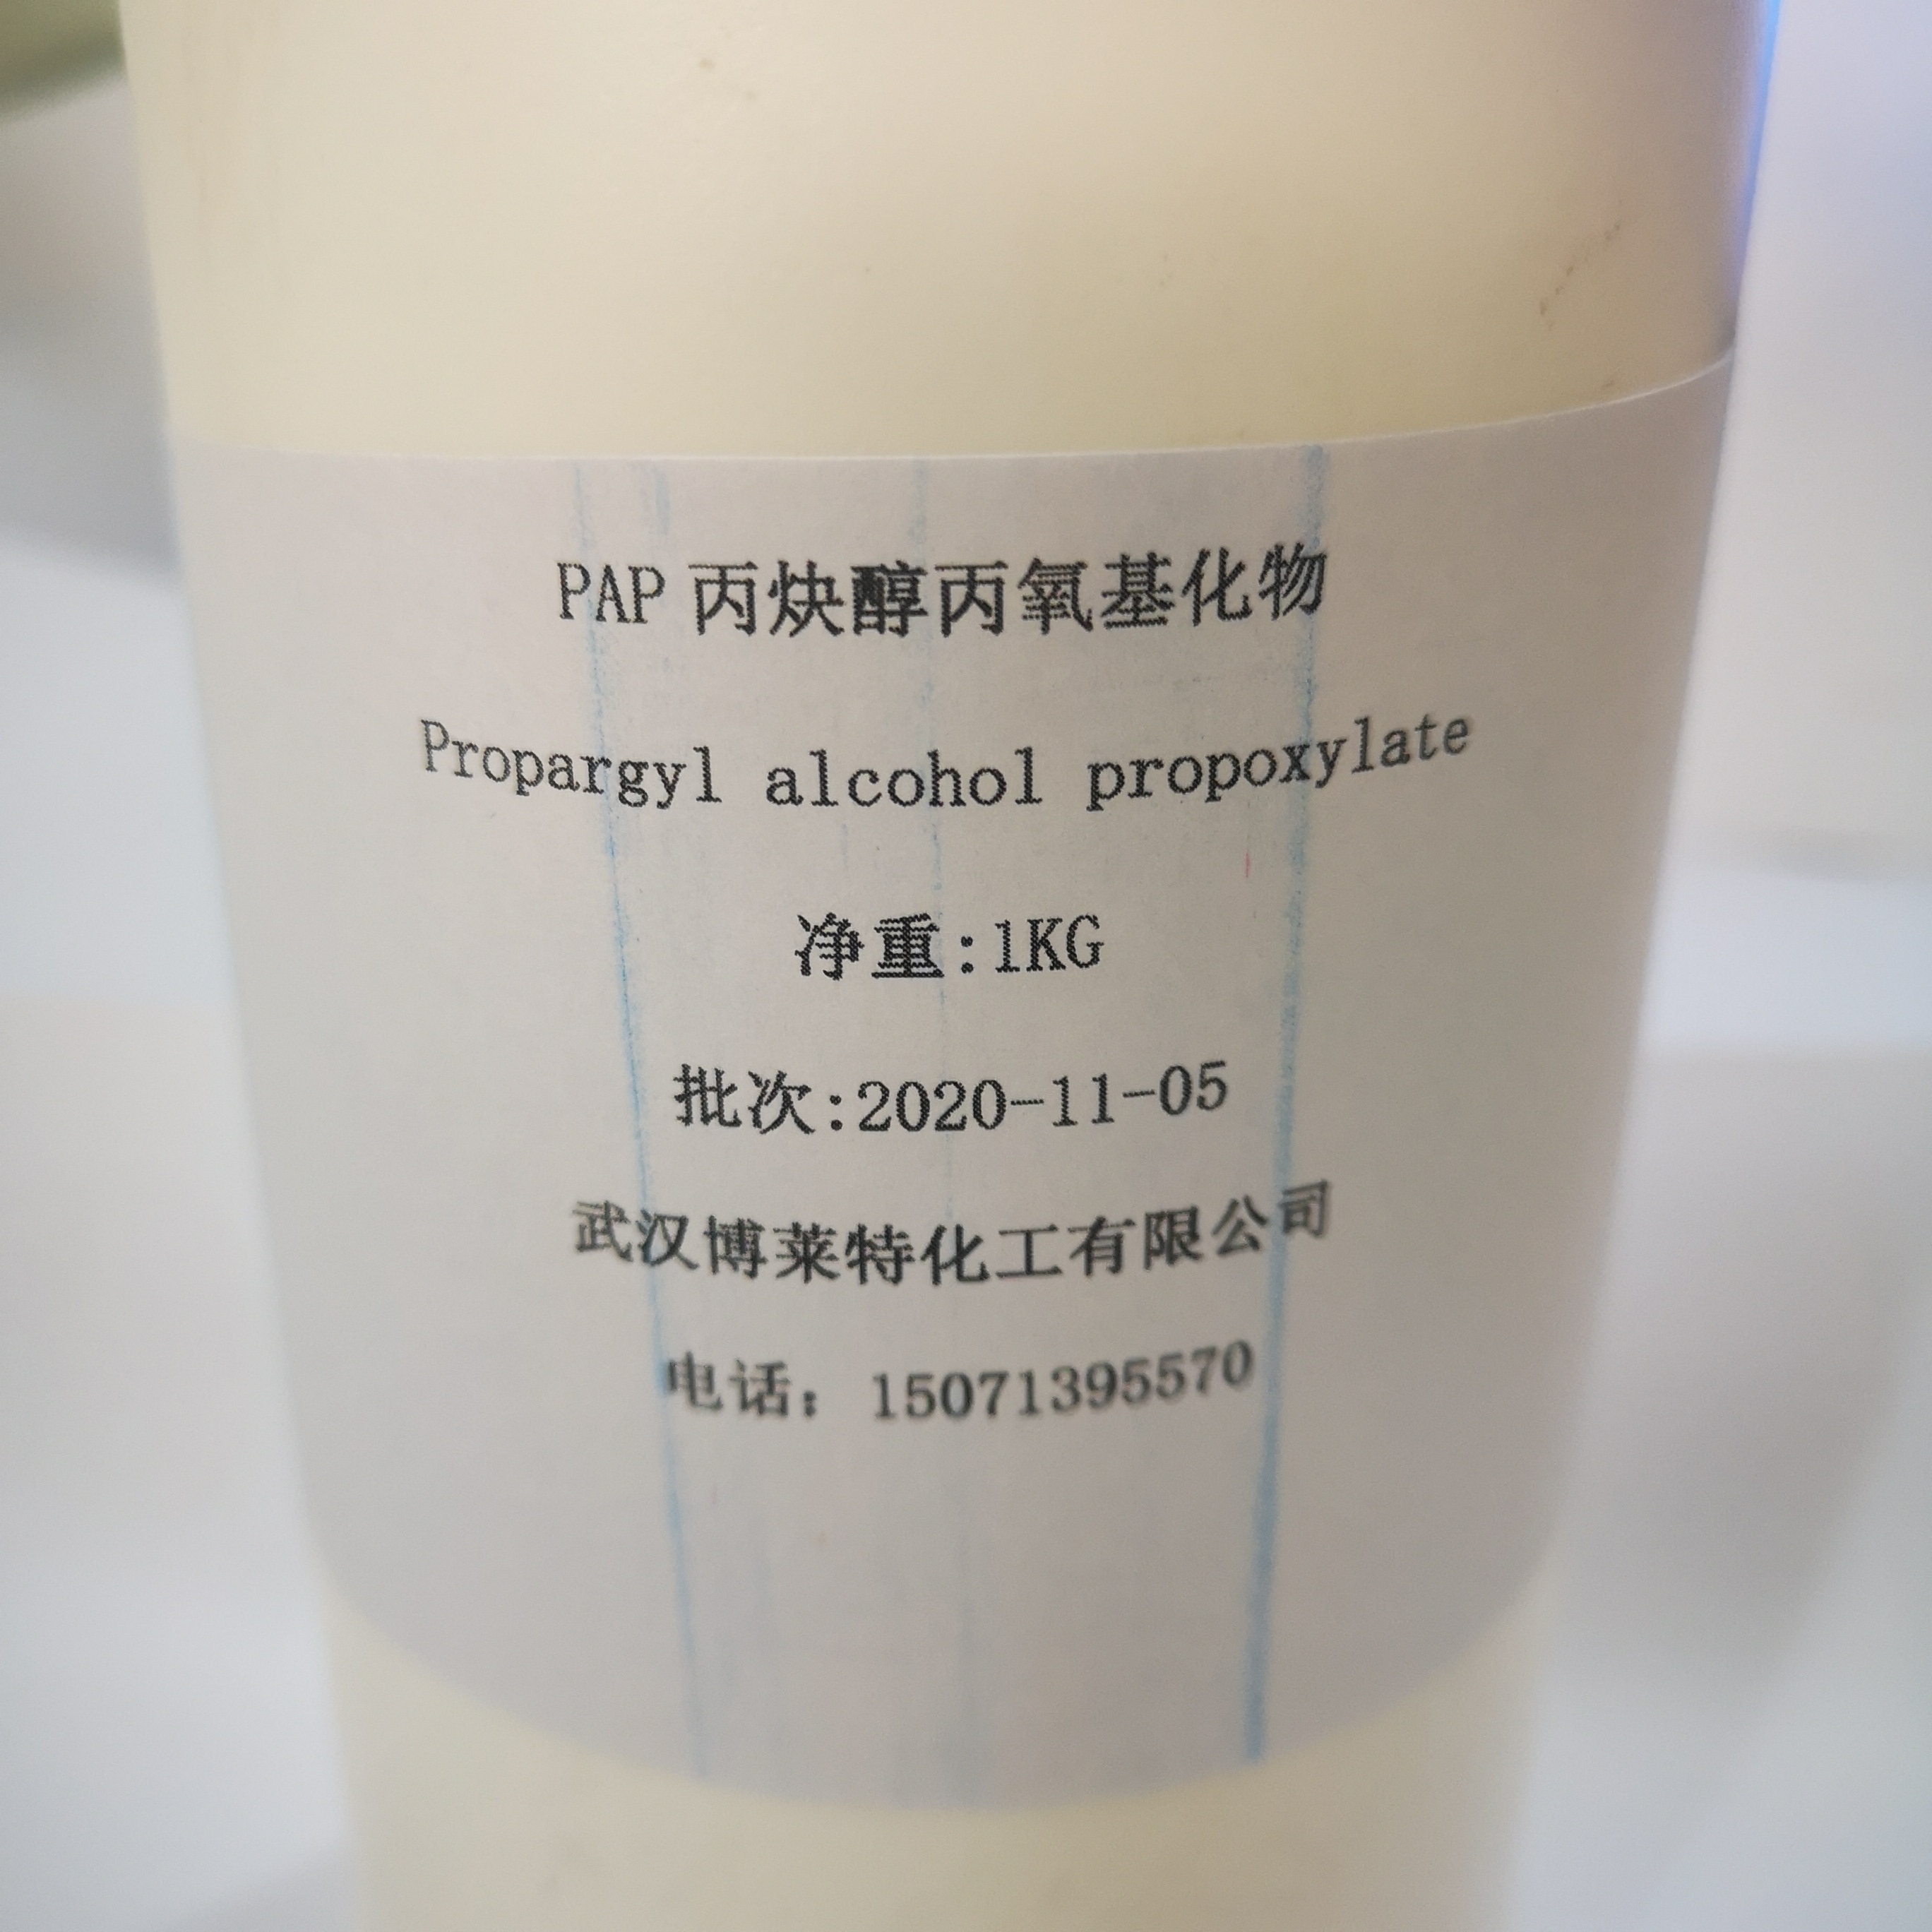 PAP 丙炔醇丙氧基化物
Propargyl alcohol propoxylate
净重:1KG
批次:2020-11-05
武汉博莱特化工有限公司
电话：15071395570